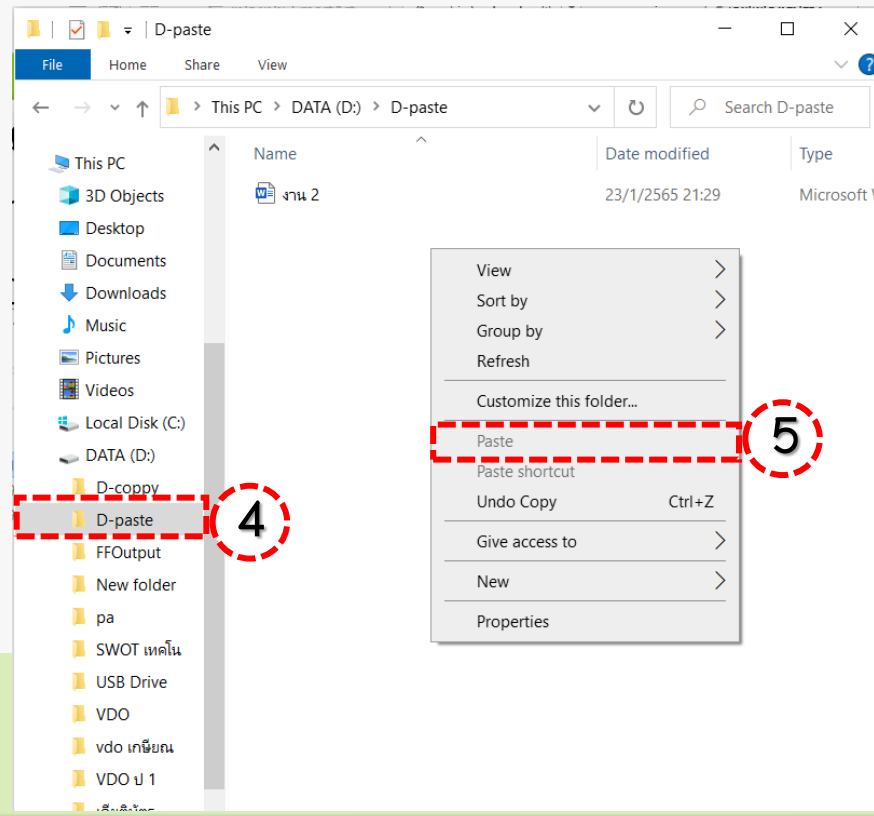 D-paste
File Home Share View
This PC > DATA (D:) > D-paste
Search D-paste
Name Date modified Type
งาน 2 23/1/2565 21:29 Microsoft
This PC
3D Objects
Desktop
Documents
Downloads
Music
Pictures
Videos
Local Disk (C:)
DATA (D:)
D-coppy
D-paste
4
FFOutput
New folder
pa
SWOT เทคโน
USB Drive
VDO
vdo เกษียณ
VDO ป 1
View
Sort by
Group by
Refresh
Customize this folder...
Paste
5
Paste shortcut
Undo Copy Ctrl+Z
Give access to
New
Properties